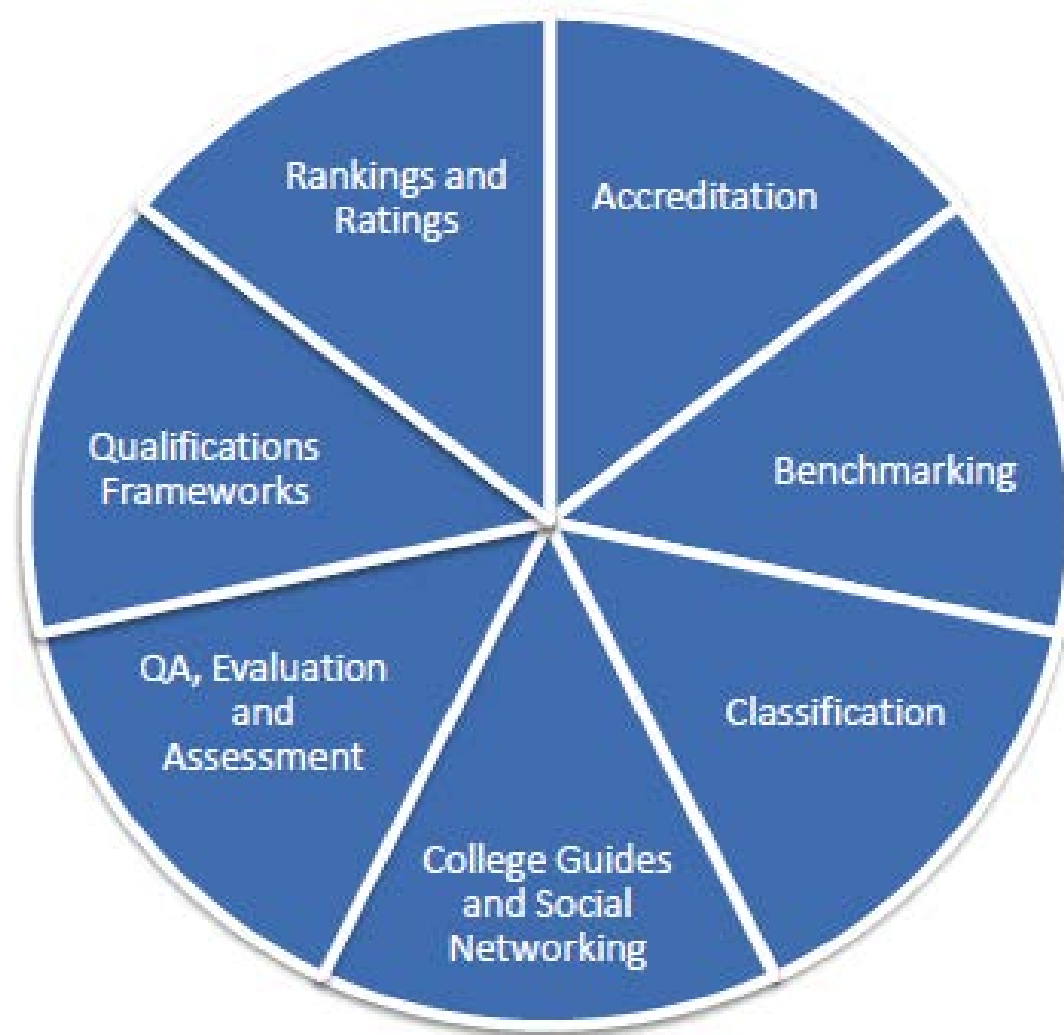 Rankings and
Ratings
Accreditation
Benchmarking
Classification
College Guides
and Social
Networking
QA, Evaluation
and
Assessment
Qualifications
Frameworks